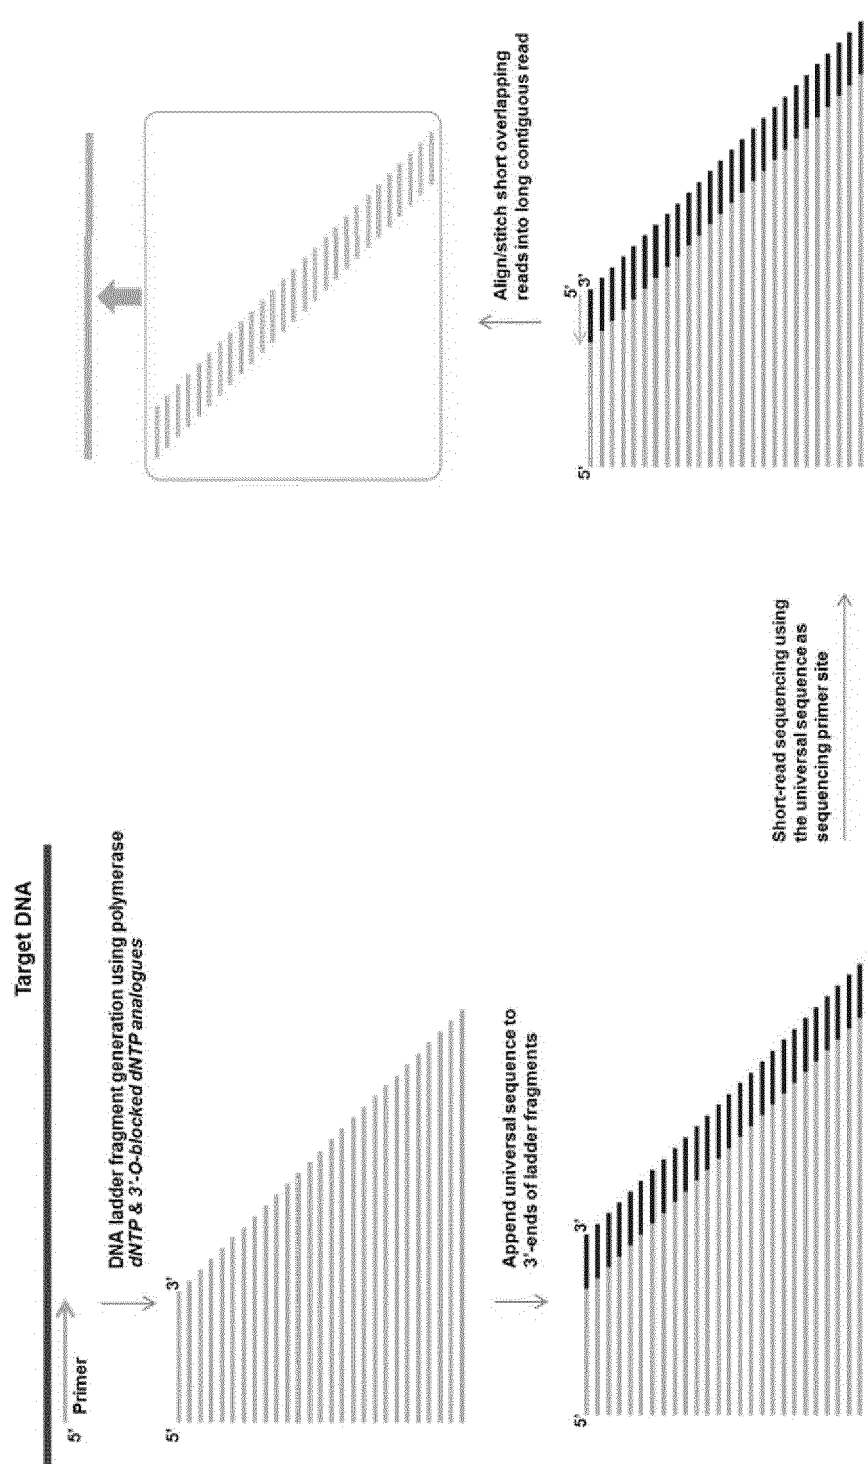 Target DNA
5'
Primer
DNA ladder fragment generation using polymerase
dNTP & 3'-O-blocked dNTP analogues
5'
3'
Append universal sequence to
3'-ends of ladder fragments
5'
3'
Short-read sequencing using
the universal sequence as
sequencing primer site
5'
5'
3'
Align/stitch short overlapping
reads into long contiguous read